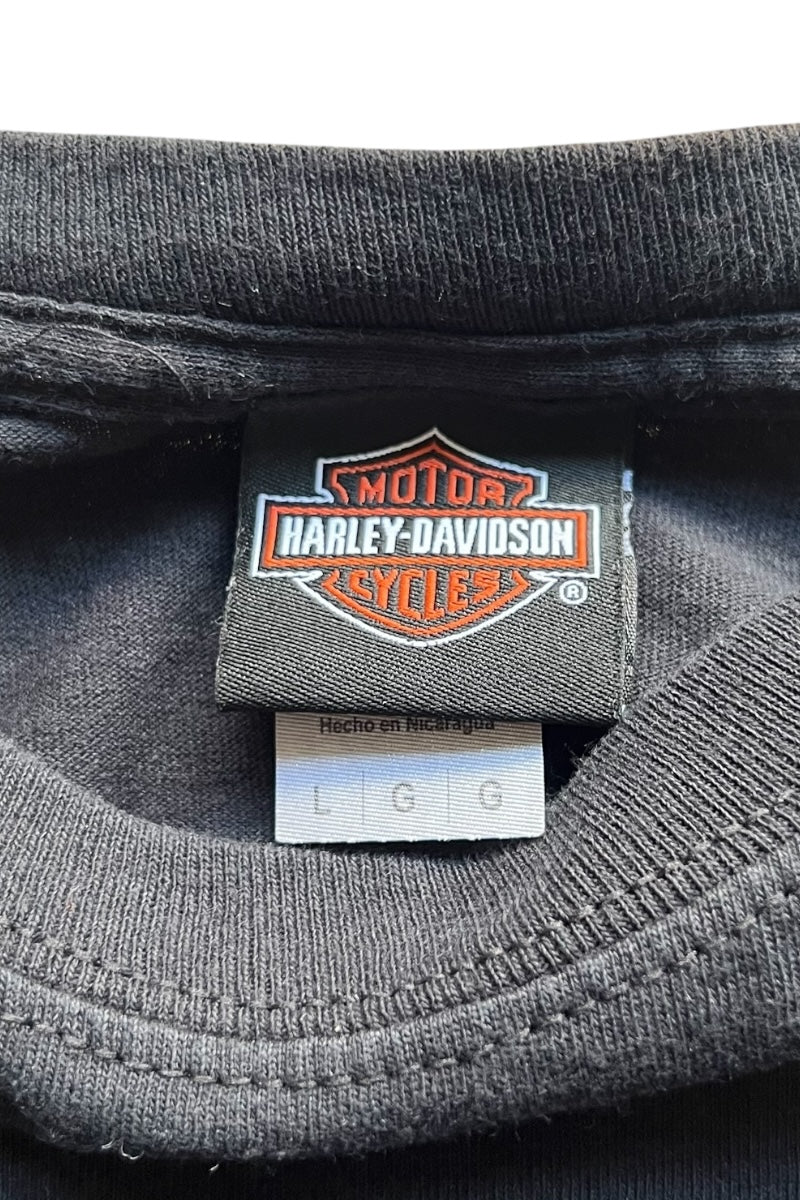 MOTOR
HARLEY-DAVIDSON
CYCLES ®
Hecho en Nicaragua
L G G